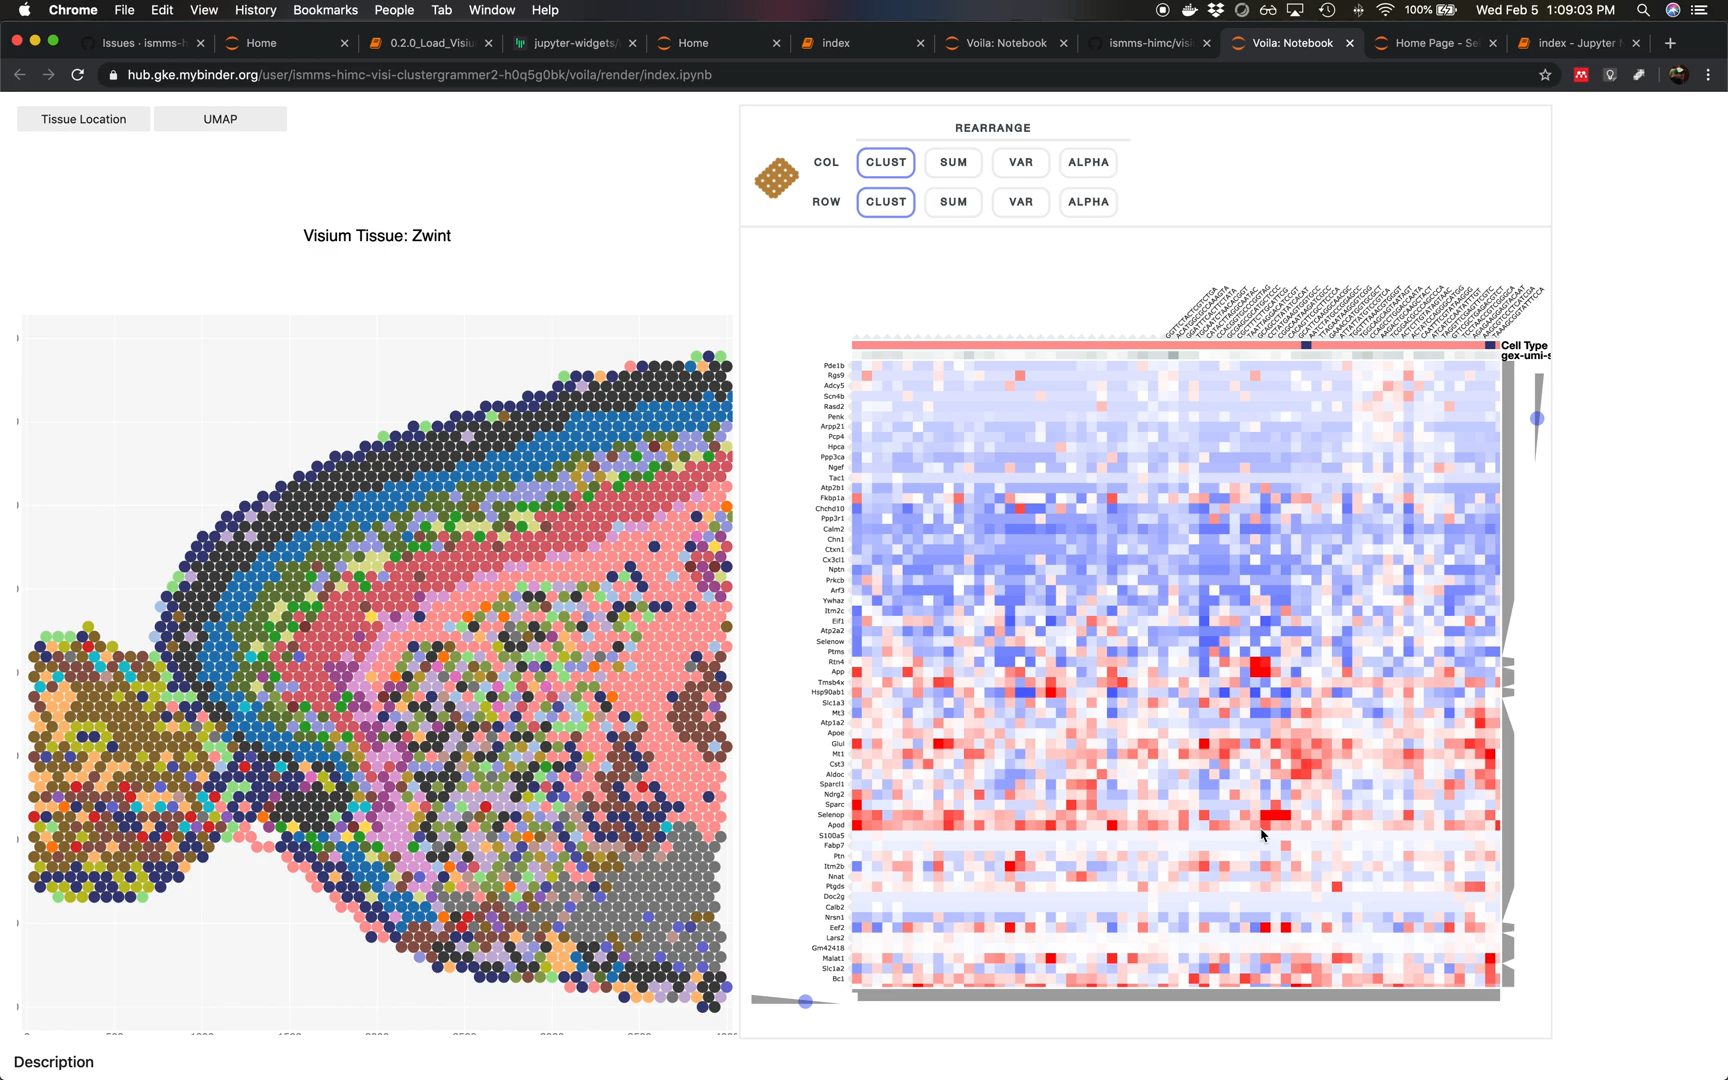 Chrome File Edit View History Bookmarks People Tab Window Help
100% Wed Feb 5 1:09:03 PM
Issues · ismms-h
Home
0.2.0_Load_Visiu
jupyter-widgets/
Home
index
Voila: Notebook
ismms-himc/visi
Voila: Notebook
Home Page - Se
index - Jupyter
hub.gke.mybinder.org/user/ismms-himc-visi-clustergrammer2-h0q5g0bk/voila/render/index.ipynb
Tissue Location UMAP
REARRANGE
COL CLUST SUM VAR ALPHA
ROW CLUST SUM VAR ALPHA
Visium Tissue: Zwint
Cell Type
gex-umi-s
Pde1b
Rgs9
Adcy5
Scn4b
Rasd2
Penk
Arpp21
Pcp4
Hpca
Ppp3ca
Ngef
Tac1
Atp2b1
Fkbp1a
Chchd10
Ppp3r1
Calm2
Chn1
Ctxn1
Cx3cl1
Nptn
Prkcb
Arf3
Ywhaz
Itm2c
Eif1
Atp2a2
Selenow
Ptms
Rtn4
App
Tmsb4x
Hsp90ab1
Slc1a3
Mt3
Atp1a2
Apoe
Glul
Mt1
Cst3
Aldoc
Sparcl1
Ndrg2
Sparc
Selenop
Apod
S100a5
Fabp7
Ptn
Itm2b
Nnat
Ptgds
Doc2g
Calb2
Nrsn1
Eef2
Lars2
Gm42418
Malat1
Slc1a2
Bc1
Description